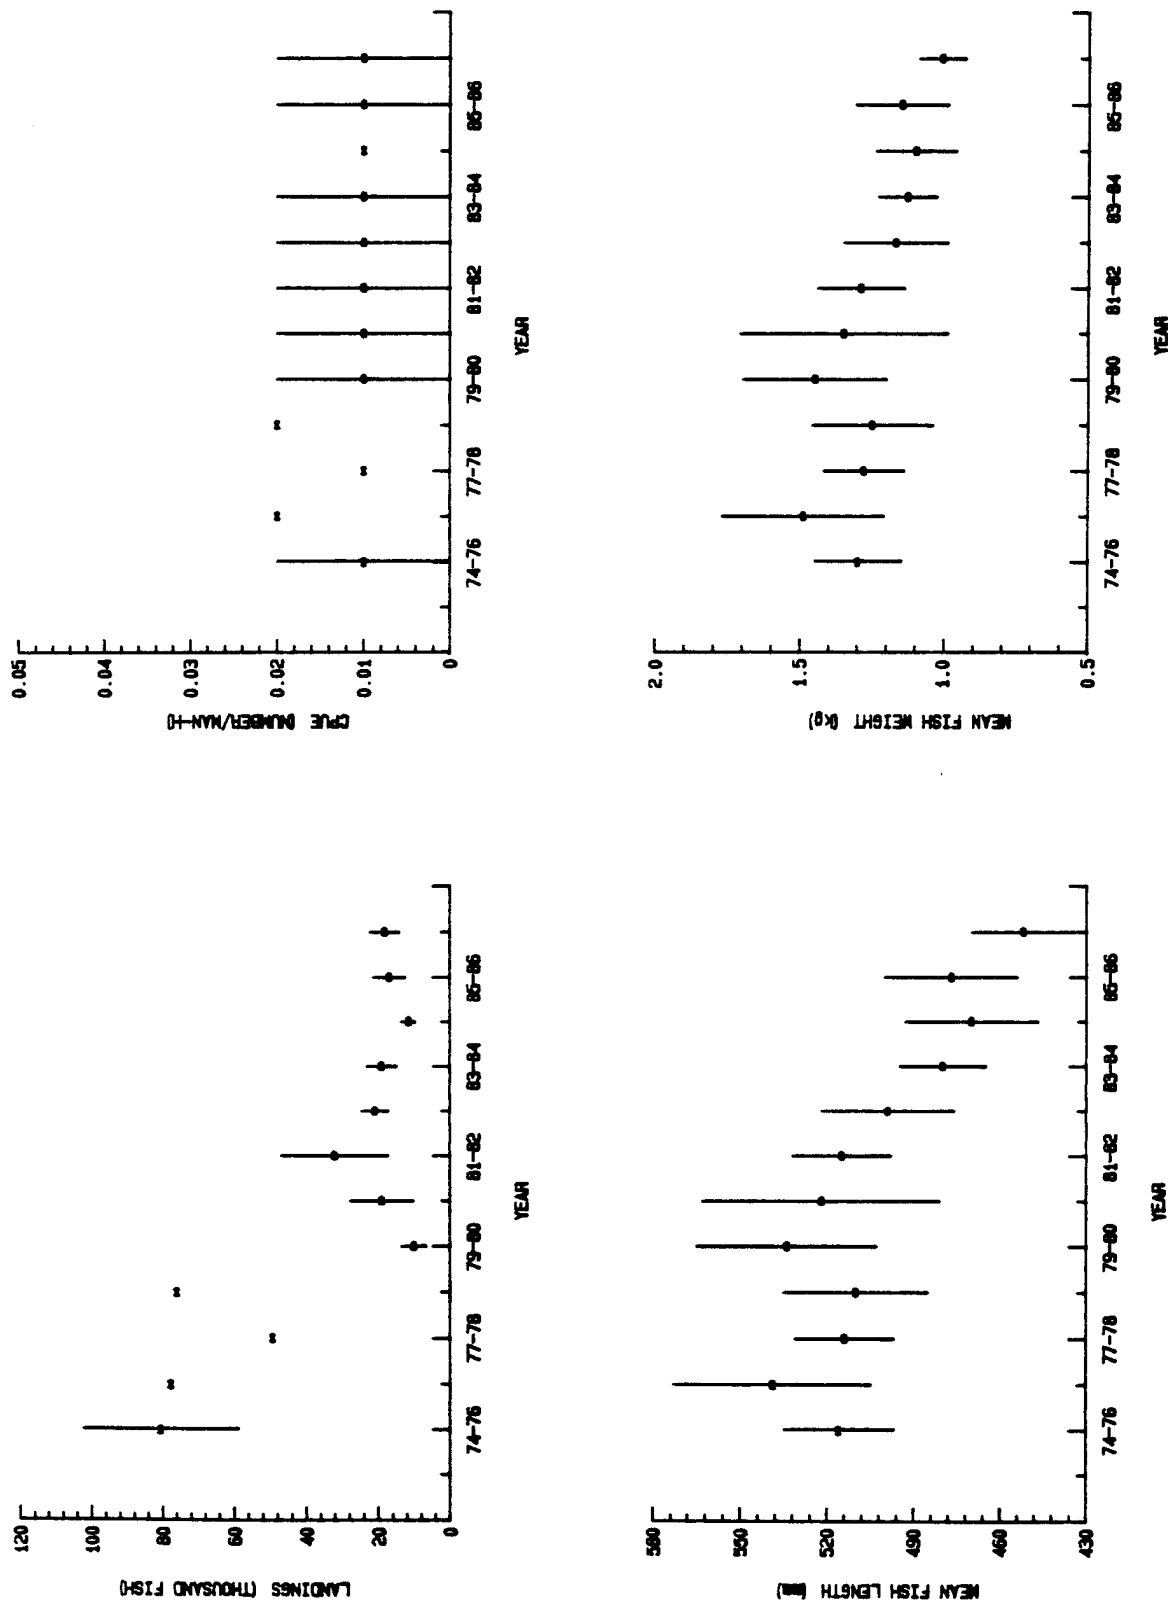 LANDINGS (THOUSAND FISH)
120
100
80
60
40
20
0
74-76 77-78 79-80 81-82 83-84 85-86
YEAR
CPUE (NUMBER/MAN-H)
0.05
0.04
0.03
0.02
0.01
0
74-76 77-78 79-80 81-82 83-84 85-86
YEAR
MEAN FISH LENGTH (mm)
580
550
520
490
460
430
74-76 77-78 79-80 81-82 83-84 85-86
YEAR
MEAN FISH WEIGHT (kg)
2.0
1.5
1.0
0.5
74-76 77-78 79-80 81-82 83-84 85-86
YEAR